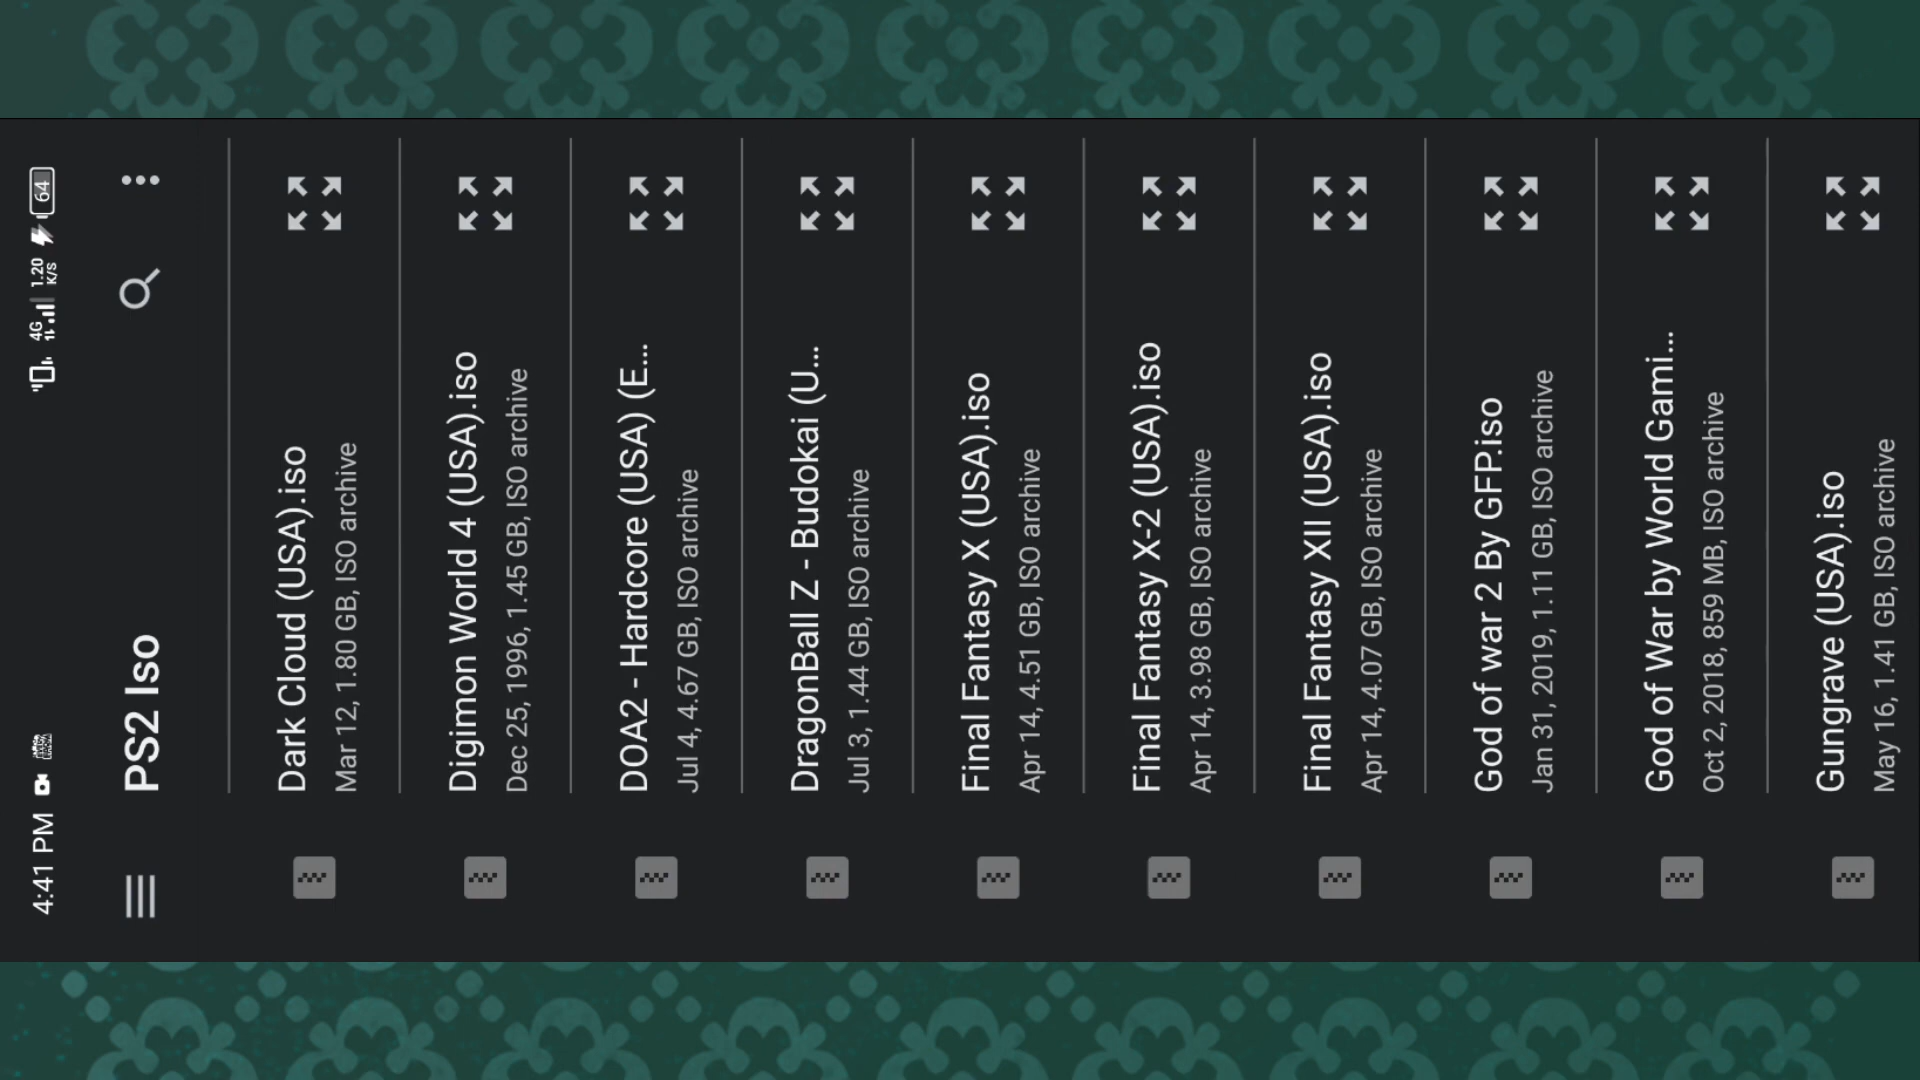 4:41 PM
4G 1.20 K/S 64
PS2 Iso
Dark Cloud (USA).iso
Mar 12, 1.80 GB, ISO archive
Digimon World 4 (USA).iso
Dec 25, 1996, 1.45 GB, ISO archive
DOA2 - Hardcore (USA) (E...
Jul 4, 4.67 GB, ISO archive
DragonBall Z - Budokai (U...
Jul 3, 1.44 GB, ISO archive
Final Fantasy X (USA).iso
Apr 14, 4.51 GB, ISO archive
Final Fantasy X-2 (USA).iso
Apr 14, 3.98 GB, ISO archive
Final Fantasy XII (USA).iso
Apr 14, 4.07 GB, ISO archive
God of war 2 By GFP.iso
Jan 31, 2019, 1.11 GB, ISO archive
God of War by World Gami...
Oct 2, 2018, 859 MB, ISO archive
Gungrave (USA).iso
May 16, 1.41 GB, ISO archive